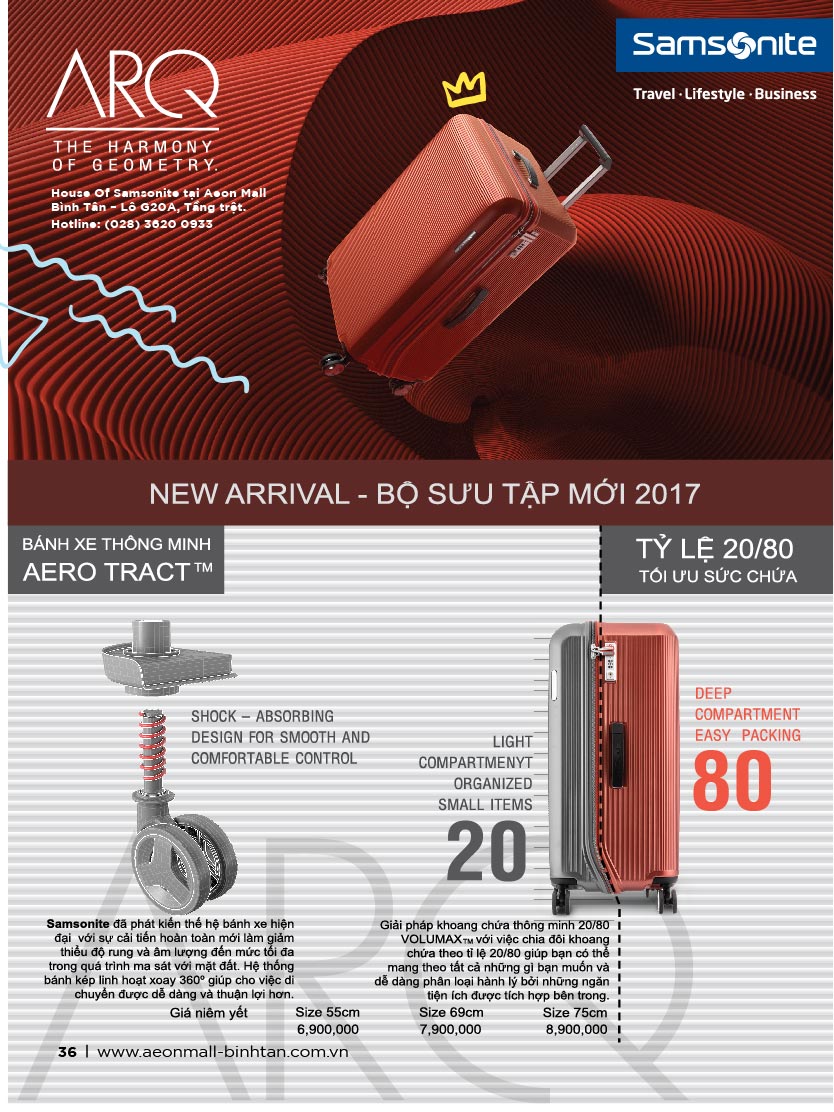 ARQ
THE HARMONY
OF GEOMETRY.
House Of Samsonite tại Aeon Mall
Bình Tân – Lô G20A, Tầng trệt.
Hotline: (028) 3620 0933
Samsonite
Travel · Lifestyle · Business
NEW ARRIVAL - BỘ SƯU TẬP MỚI 2017
BÁNH XE THÔNG MINH
AERO TRACT™
TỶ LỆ 20/80
TỐI ƯU SỨC CHỨA
SHOCK – ABSORBING
DESIGN FOR SMOOTH AND
COMFORTABLE CONTROL
LIGHT
COMPARTMENYT
ORGANIZED
SMALL ITEMS
20
DEEP
COMPARTMENT
EASY PACKING
80
ARQ
Samsonite đã phát kiến thế hệ bánh xe hiện
đại với sự cải tiến hoàn toàn mới làm giảm
thiểu độ rung và âm lượng đến mức tối đa
trong quá trình ma sát với mặt đất. Hệ thống
bánh kép linh hoạt xoay 360º giúp cho việc di
chuyển được dễ dàng và thuận lợi hơn.
Giải pháp khoang chứa thông minh 20/80
VOLUMAX™ với việc chia đôi khoang
chứa theo tỉ lệ 20/80 giúp bạn có thể
mang theo tất cả những gì bạn muốn và
dễ dàng phân loại hành lý bởi những ngăn
tiện ích được tích hợp bên trong.
Giá niêm yết Size 55cm Size 69cm Size 75cm
6,900,000 7,900,000 8,900,000
36 | www.aeonmall-binhtan.com.vn